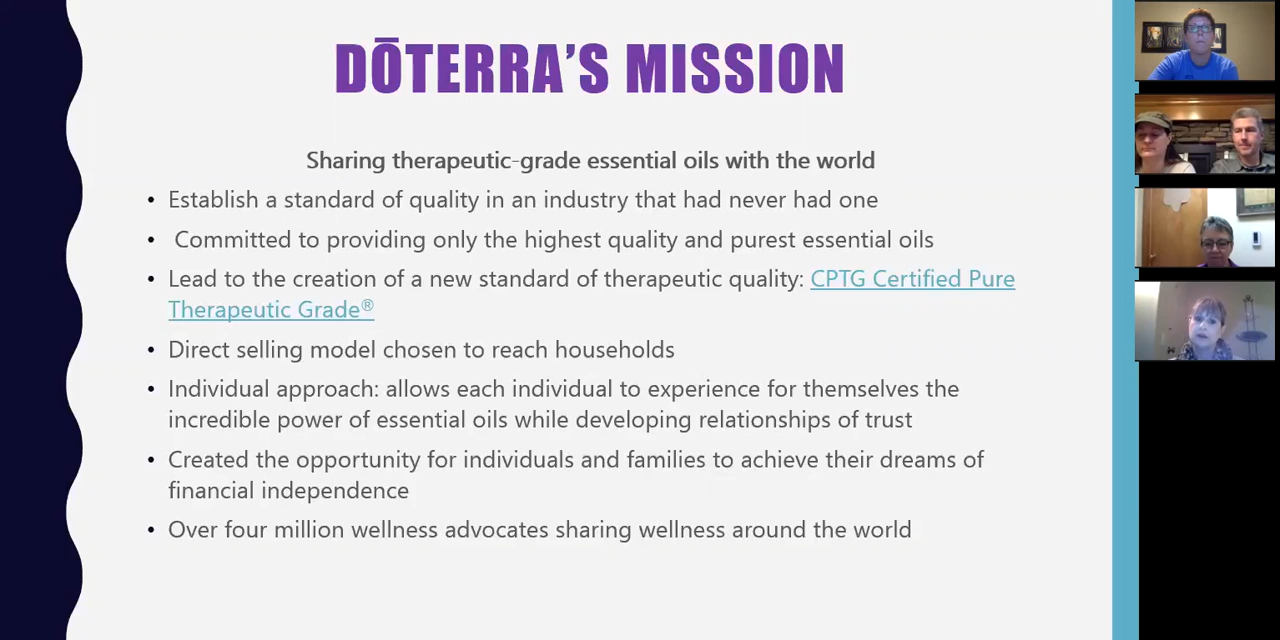 DŌTERRA'S MISSION
Sharing therapeutic-grade essential oils with the world
• Establish a standard of quality in an industry that had never had one
• Committed to providing only the highest quality and purest essential oils
• Lead to the creation of a new standard of therapeutic quality: CPTG Certified Pure
Therapeutic Grade®
• Direct selling model chosen to reach households
• Individual approach: allows each individual to experience for themselves the
incredible power of essential oils while developing relationships of trust
• Created the opportunity for individuals and families to achieve their dreams of
financial independence
• Over four million wellness advocates sharing wellness around the world